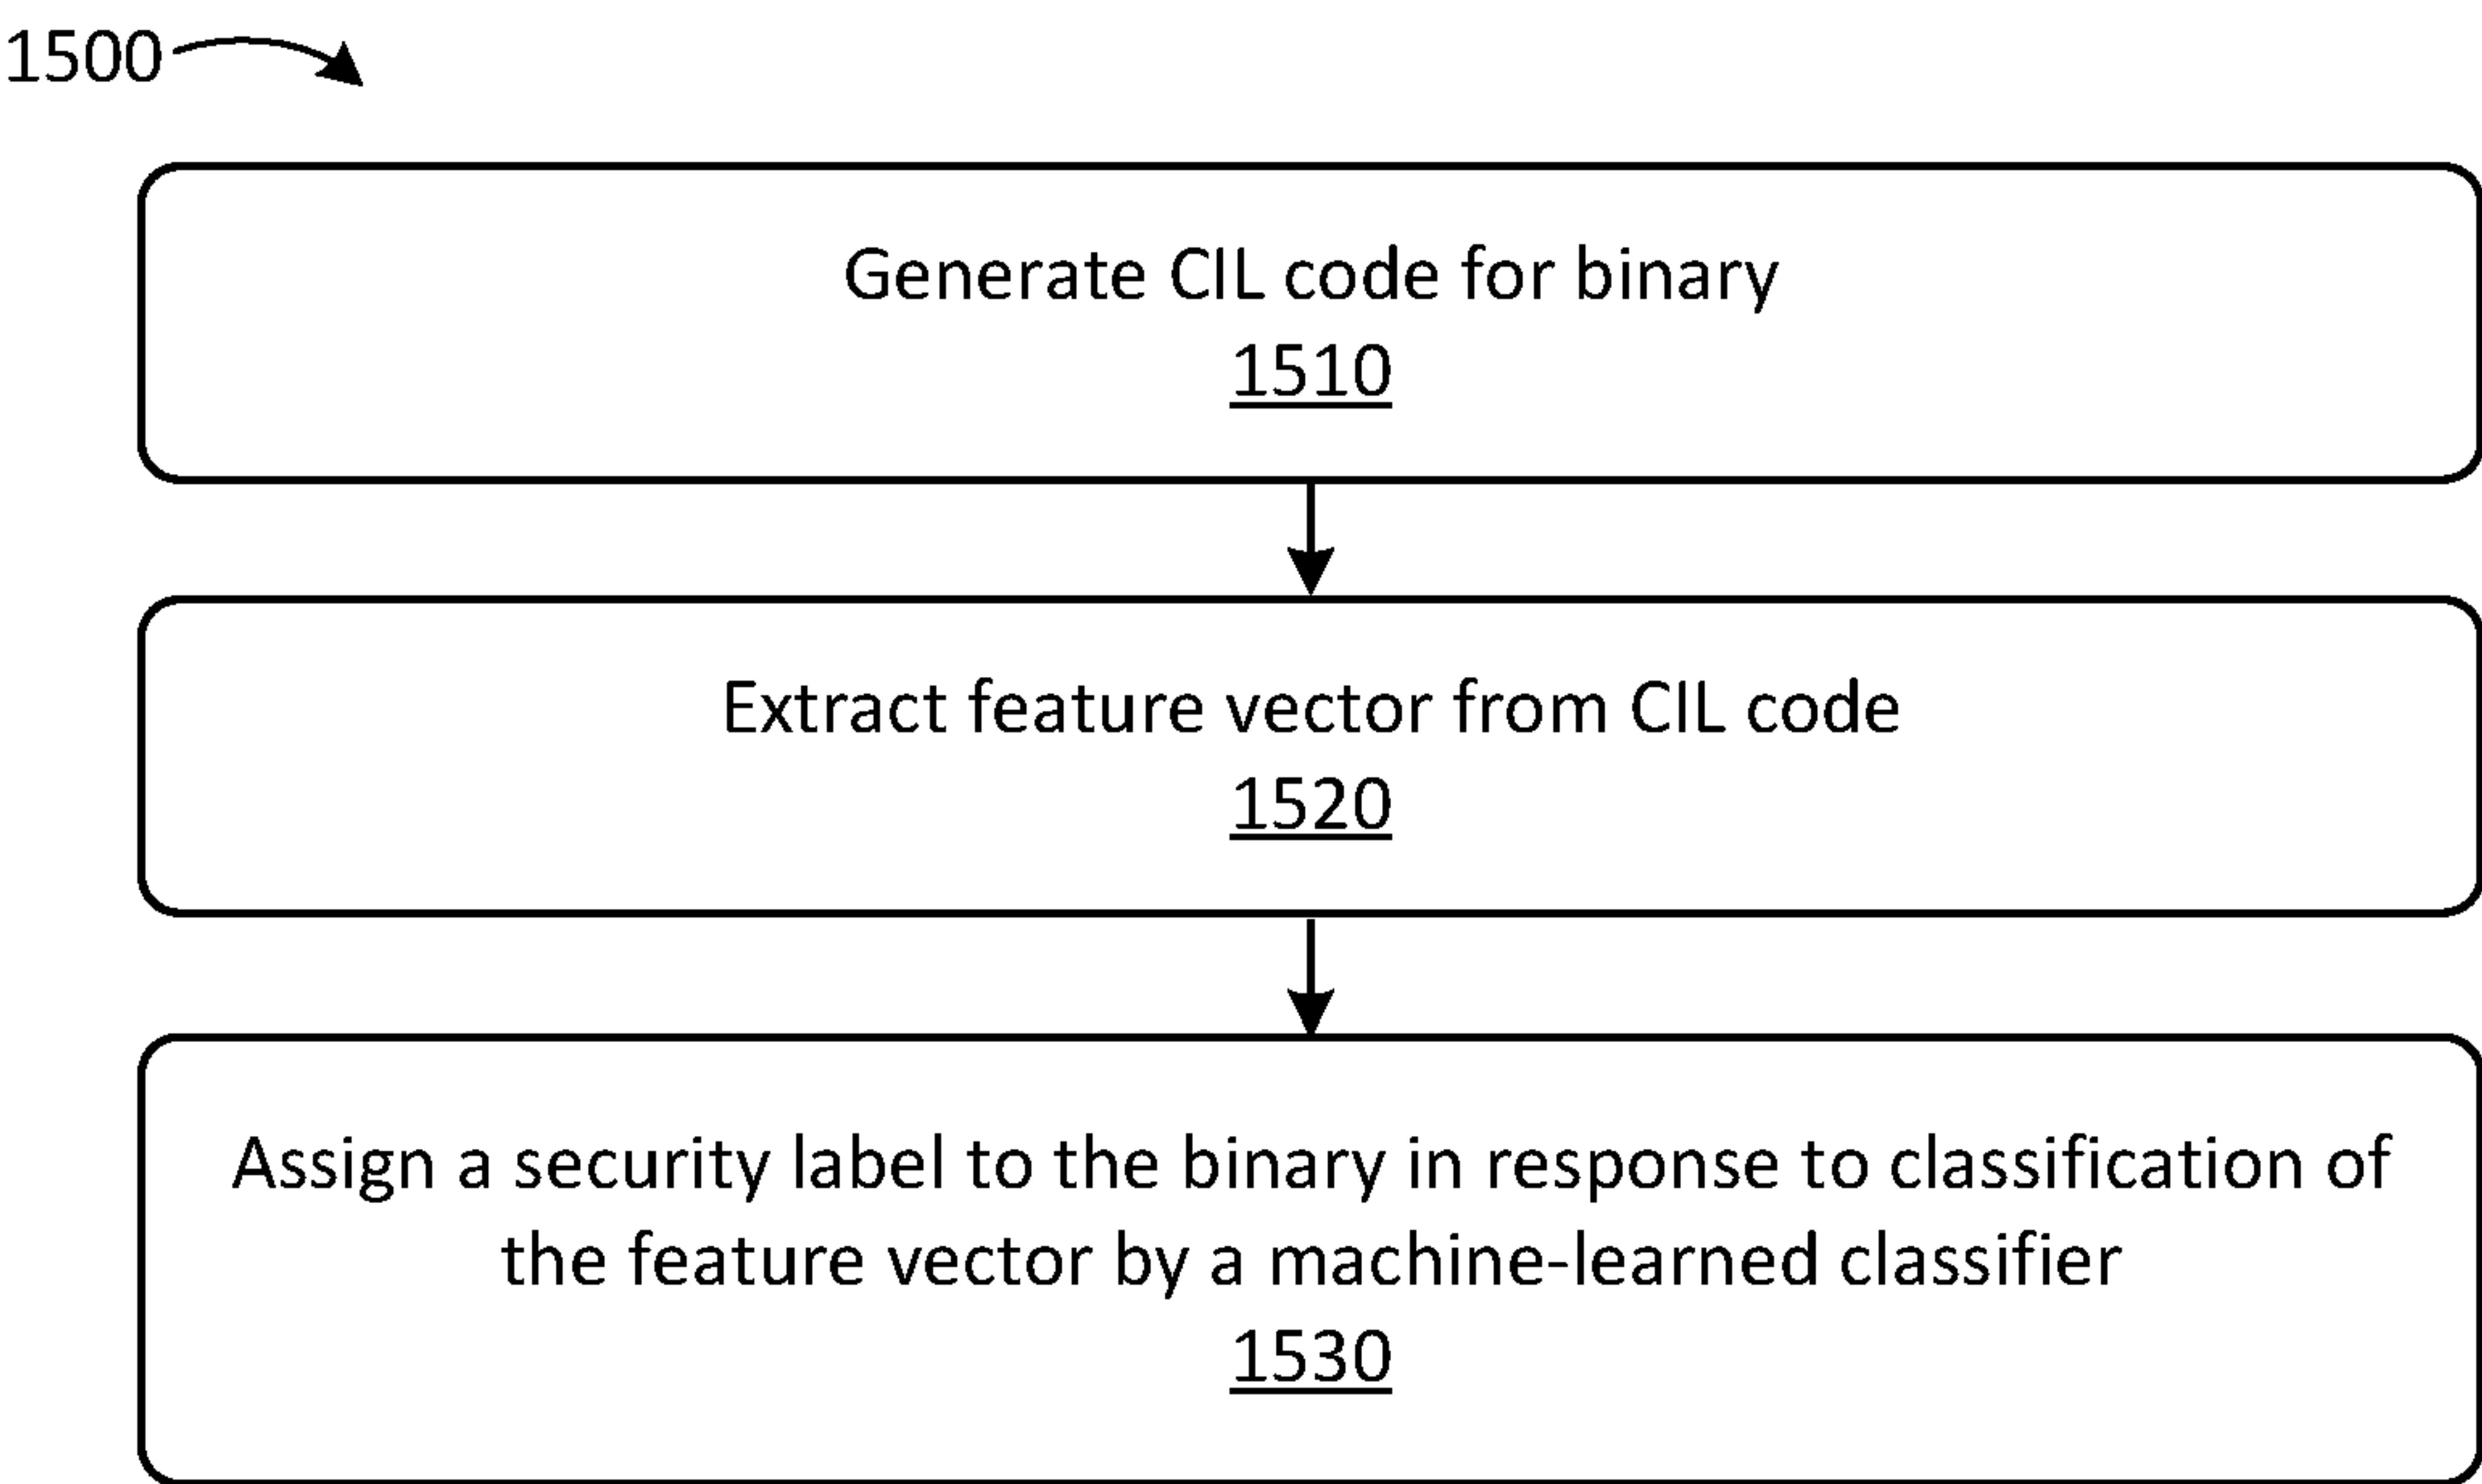 1500
Generate CIL code for binary
1510
Extract feature vector from CIL code
1520
Assign a security label to the binary in response to classification of
the feature vector by a machine-learned classifier
1530